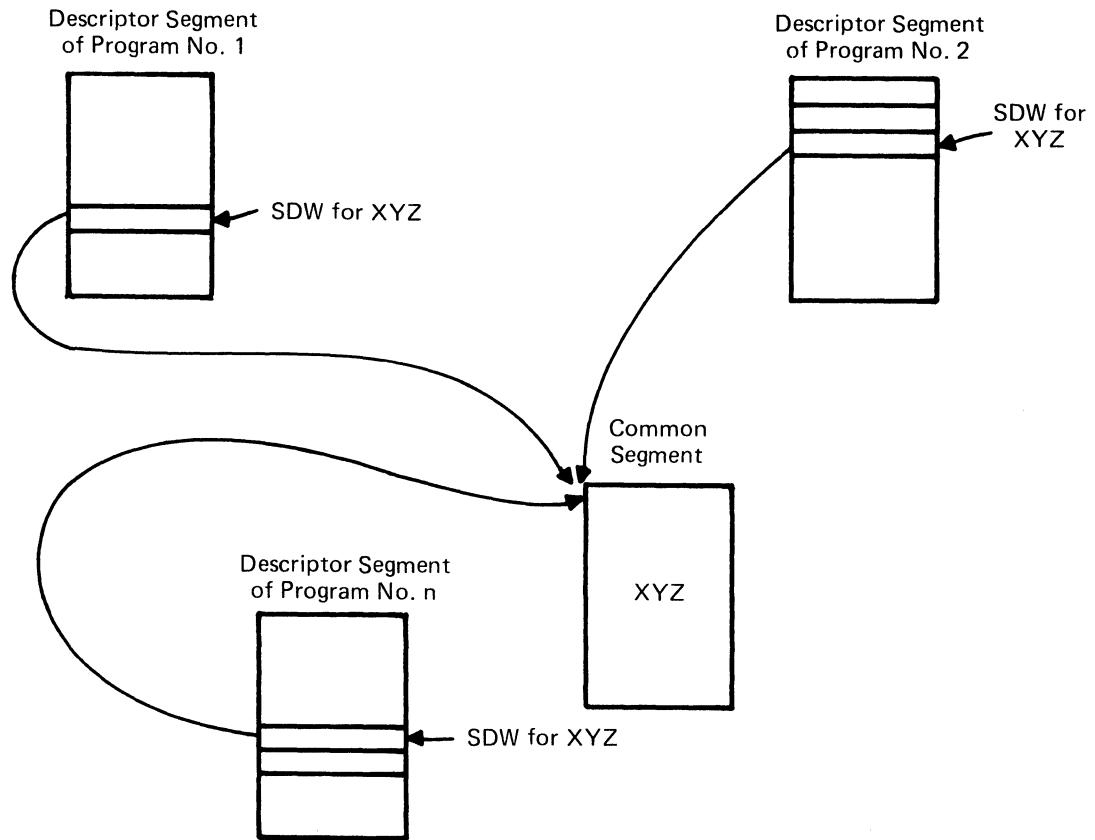 Descriptor Segment
of Program No. 1
SDW for XYZ
Descriptor Segment
of Program No. 2
SDW for
XYZ
Common
Segment
XYZ
Descriptor Segment
of Program No. n
SDW for XYZ